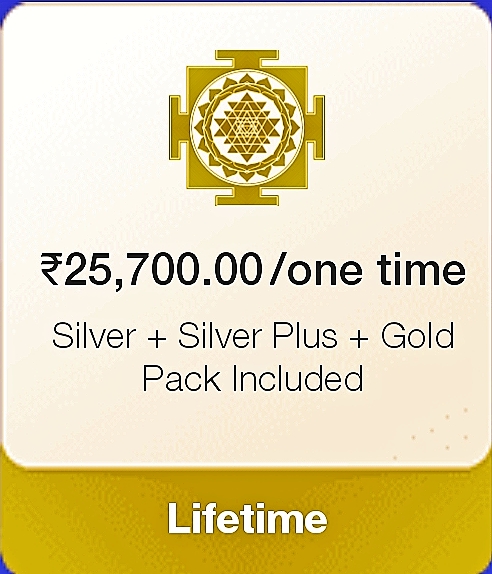 ₹25,700.00/one time
Silver + Silver Plus + Gold
Pack Included
Lifetime